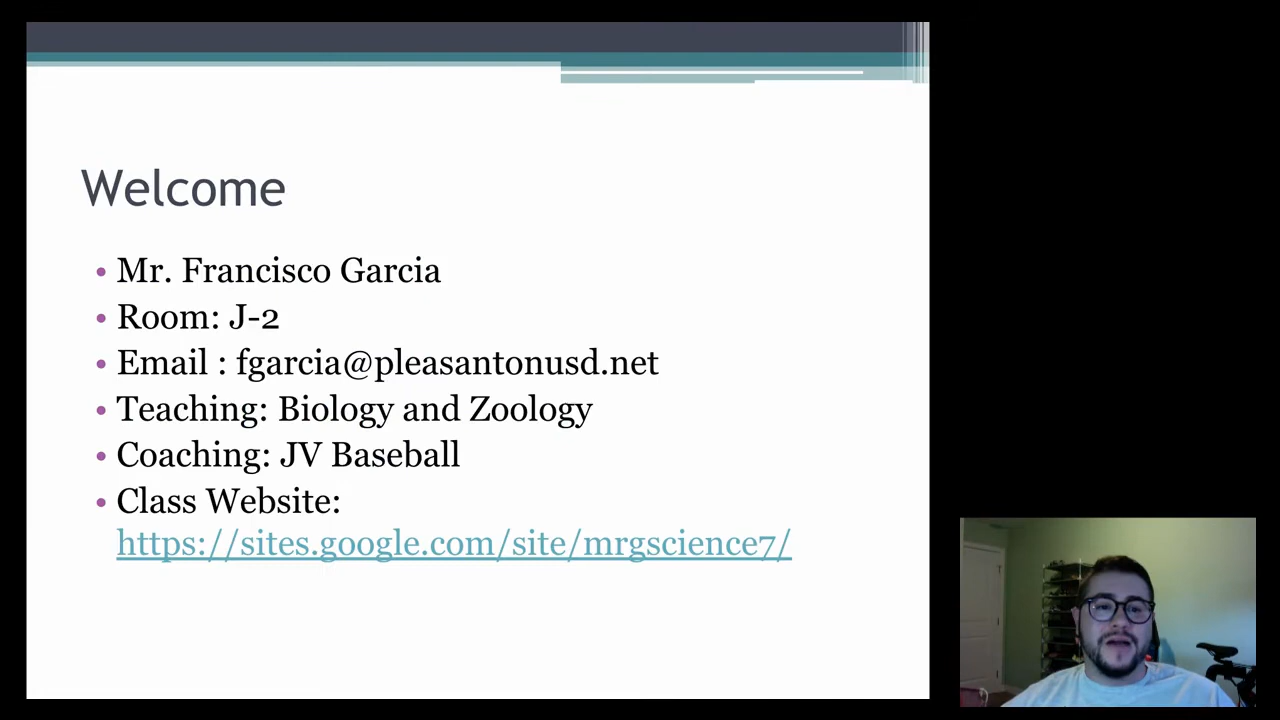 Welcome
• Mr. Francisco Garcia
• Room: J-2
• Email : fgarcia@pleasantonusd.net
• Teaching: Biology and Zoology
• Coaching: JV Baseball
• Class Website:
https://sites.google.com/site/mrgscience7/